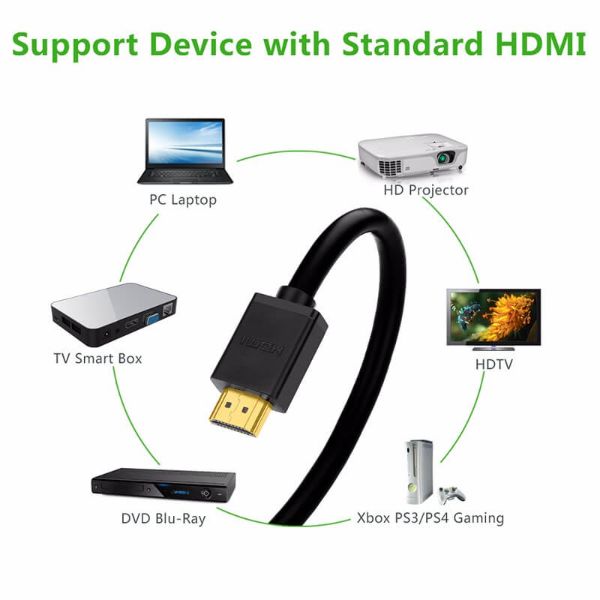 Support Device with Standard HDMI
PC Laptop
HD Projector
HDMI
TV Smart Box
HDTV
DVD Blu-Ray
Xbox PS3/PS4 Gaming